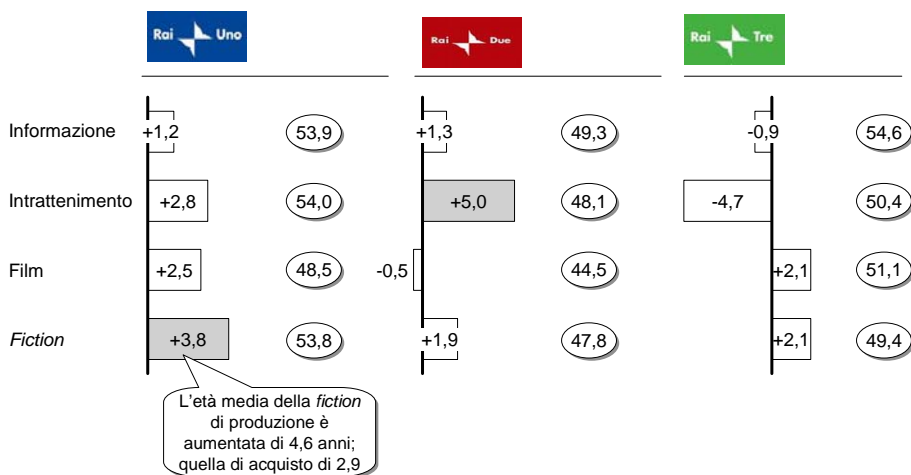 Rai Uno
Rai Due
Rai Tre
Informazione +1,2 53,9 +1,3 49,3 -0,9 54,6
Intrattenimento +2,8 54,0 +5,0 48,1 -4,7 50,4
Film +2,5 48,5 -0,5 44,5 +2,1 51,1
Fiction +3,8 53,8 +1,9 47,8 +2,1 49,4
L'età media della fiction
di produzione è
aumentata di 4,6 anni;
quella di acquisto di 2,9